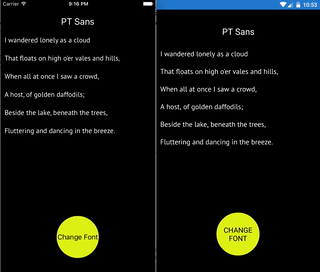 Carrier 9:16 PM
PT Sans
I wandered lonely as a cloud
That floats on high o'er vales and hills,
When all at once I saw a crowd,
A host, of golden daffodils;
Beside the lake, beneath the trees,
Fluttering and dancing in the breeze.
Change Font
10:53
PT Sans
I wandered lonely as a cloud
That floats on high o'er vales and hills,
When all at once I saw a crowd,
A host, of golden daffodils;
Beside the lake, beneath the trees,
Fluttering and dancing in the breeze.
CHANGE
FONT